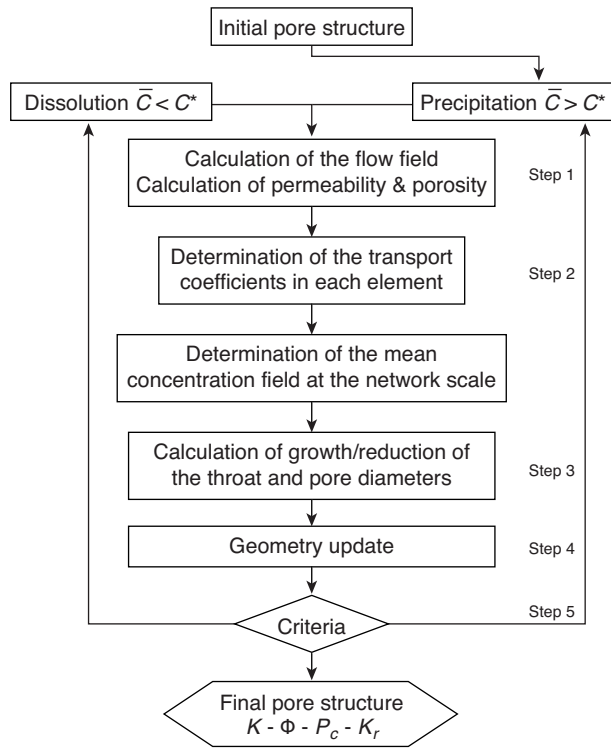 Initial pore structure
Dissolution C̅ < C*
Precipitation C̅ > C*
Calculation of the flow field
Calculation of permeability & porosity
Step 1
Determination of the transport
coefficients in each element
Step 2
Determination of the mean
concentration field at the network scale
Calculation of growth/reduction of
the throat and pore diameters
Step 3
Geometry update
Step 4
Criteria
Step 5
Final pore structure
K - Φ - P_c - K_r